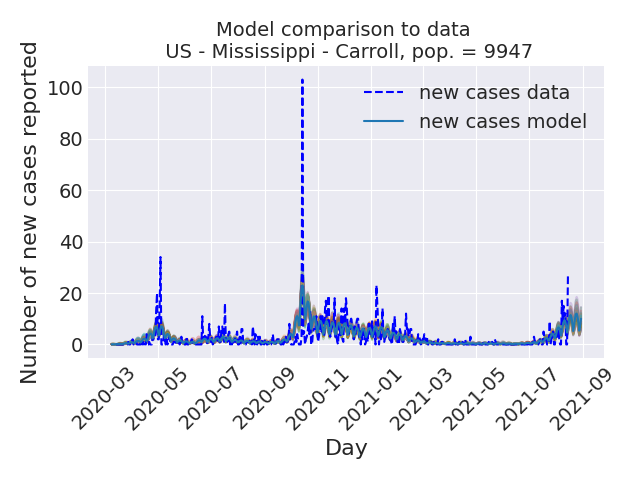 Model comparison to data
US - Mississippi - Carroll, pop. = 9947
Number of new cases reported
100
80
60
40
20
0
new cases data
new cases model
2020-03
2020-05
2020-07
2020-09
2020-11
2021-01
2021-03
2021-05
2021-07
2021-09
Day